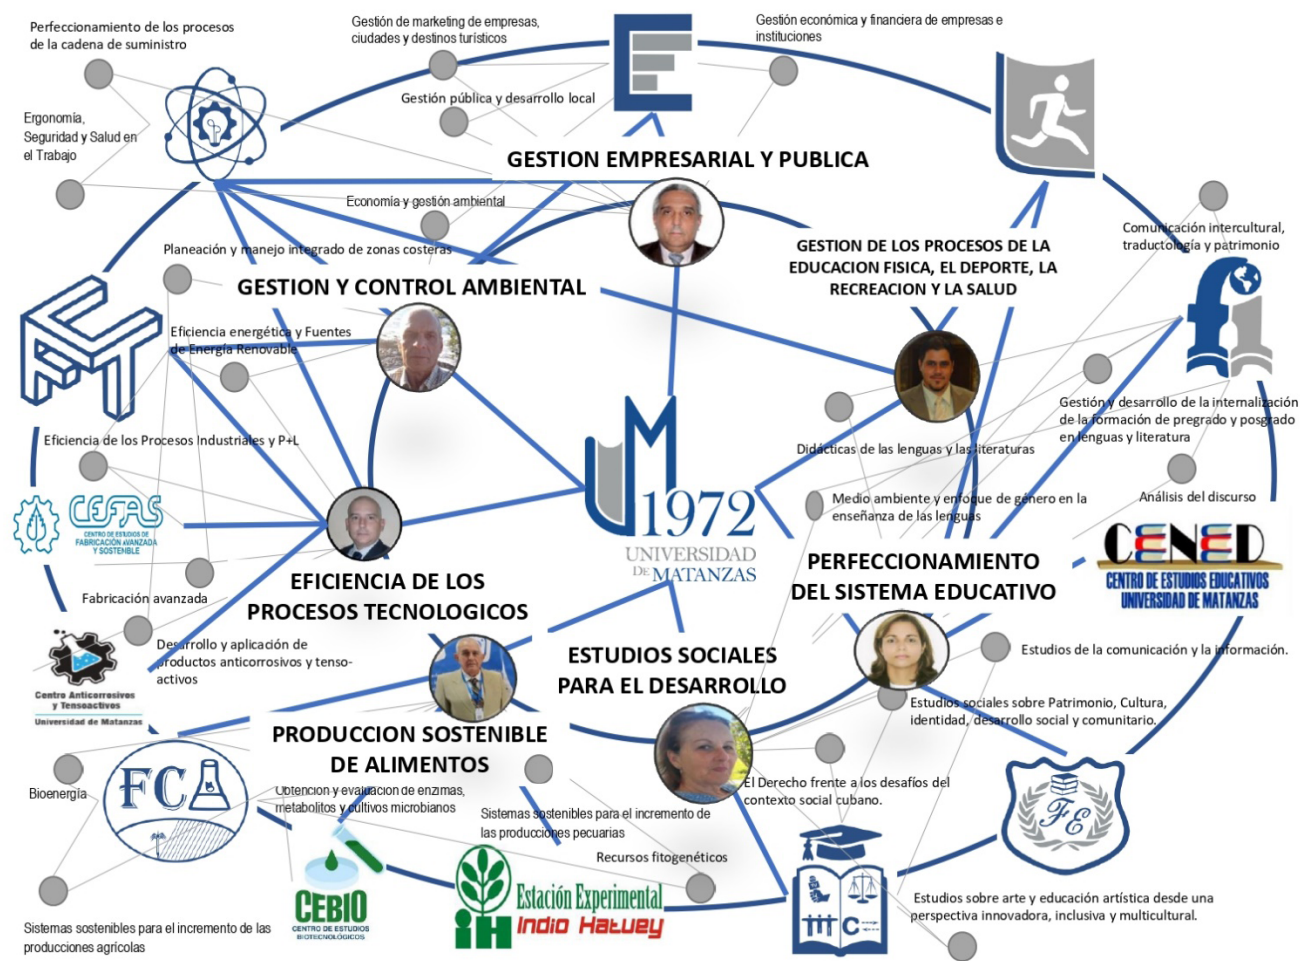 Perfeccionamiento de los procesos
de la cadena de suministro
Gestión de marketing de empresas,
ciudades y destinos turísticos
Gestión económica y financiera de empresas e
instituciones
Gestión pública y desarrollo local
Ergonomía,
Seguridad y Salud en
el Trabajo
GESTION EMPRESARIAL Y PUBLICA
Economía y gestión ambiental
Planeación y manejo integrado de zonas costeras
GESTION DE LOS PROCESOS DE LA
EDUCACION FISICA, EL DEPORTE, LA
RECREACION Y LA SALUD
Comunicación intercultural,
traductología y patrimonio
GESTION Y CONTROL AMBIENTAL
FT
fl
Eficiencia energética y Fuentes
de Energía Renovable
Gestión y desarrollo de la internalización
de la formación de pregrado y posgrado
en lenguas y literatura
Eficiencia de los Procesos Industriales y P+L
Didácticas de las lenguas y las literaturas
UM
1972
UNIVERSIDAD
DE MATANZAS
Medio ambiente y enfoque de género en la
enseñanza de las lenguas
Análisis del discurso
CEFAS
CENTRO DE ESTUDIOS DE
FABRICACIÓN AVANZADA
Y SOSTENIBLE
CENED
CENTRO DE ESTUDIOS EDUCATIVOS
UNIVERSIDAD DE MATANZAS
PERFECCIONAMIENTO
DEL SISTEMA EDUCATIVO
EFICIENCIA DE LOS
PROCESOS TECNOLOGICOS
Fabricación avanzada
Desarrollo y aplicación de
productos anticorrosivos y tenso-
activos
Centro Anticorrosivos
y Tensoactivos
Universidad de Matanzas
ESTUDIOS SOCIALES
PARA EL DESARROLLO
Estudios de la comunicación y la información.
Estudios sociales sobre Patrimonio, Cultura,
identidad, desarrollo social y comunitario.
PRODUCCION SOSTENIBLE
DE ALIMENTOS
Bioenergía
FCA
Obtención y evaluación de enzimas,
metabolitos y cultivos microbianos
El Derecho frente a los desafíos del
contexto social cubano.
FE
Sistemas sostenibles para el incremento de
las producciones pecuarias
Recursos fitogenéticos
CEBIO
CENTRO DE ESTUDIOS
BIOTECNOLÓGICOS
IH
Estación Experimental
Indio Hatuey
Estudios sobre arte y educación artística desde una
perspectiva innovadora, inclusiva y multicultural.
Sistemas sostenibles para el incremento de las
producciones agrícolas